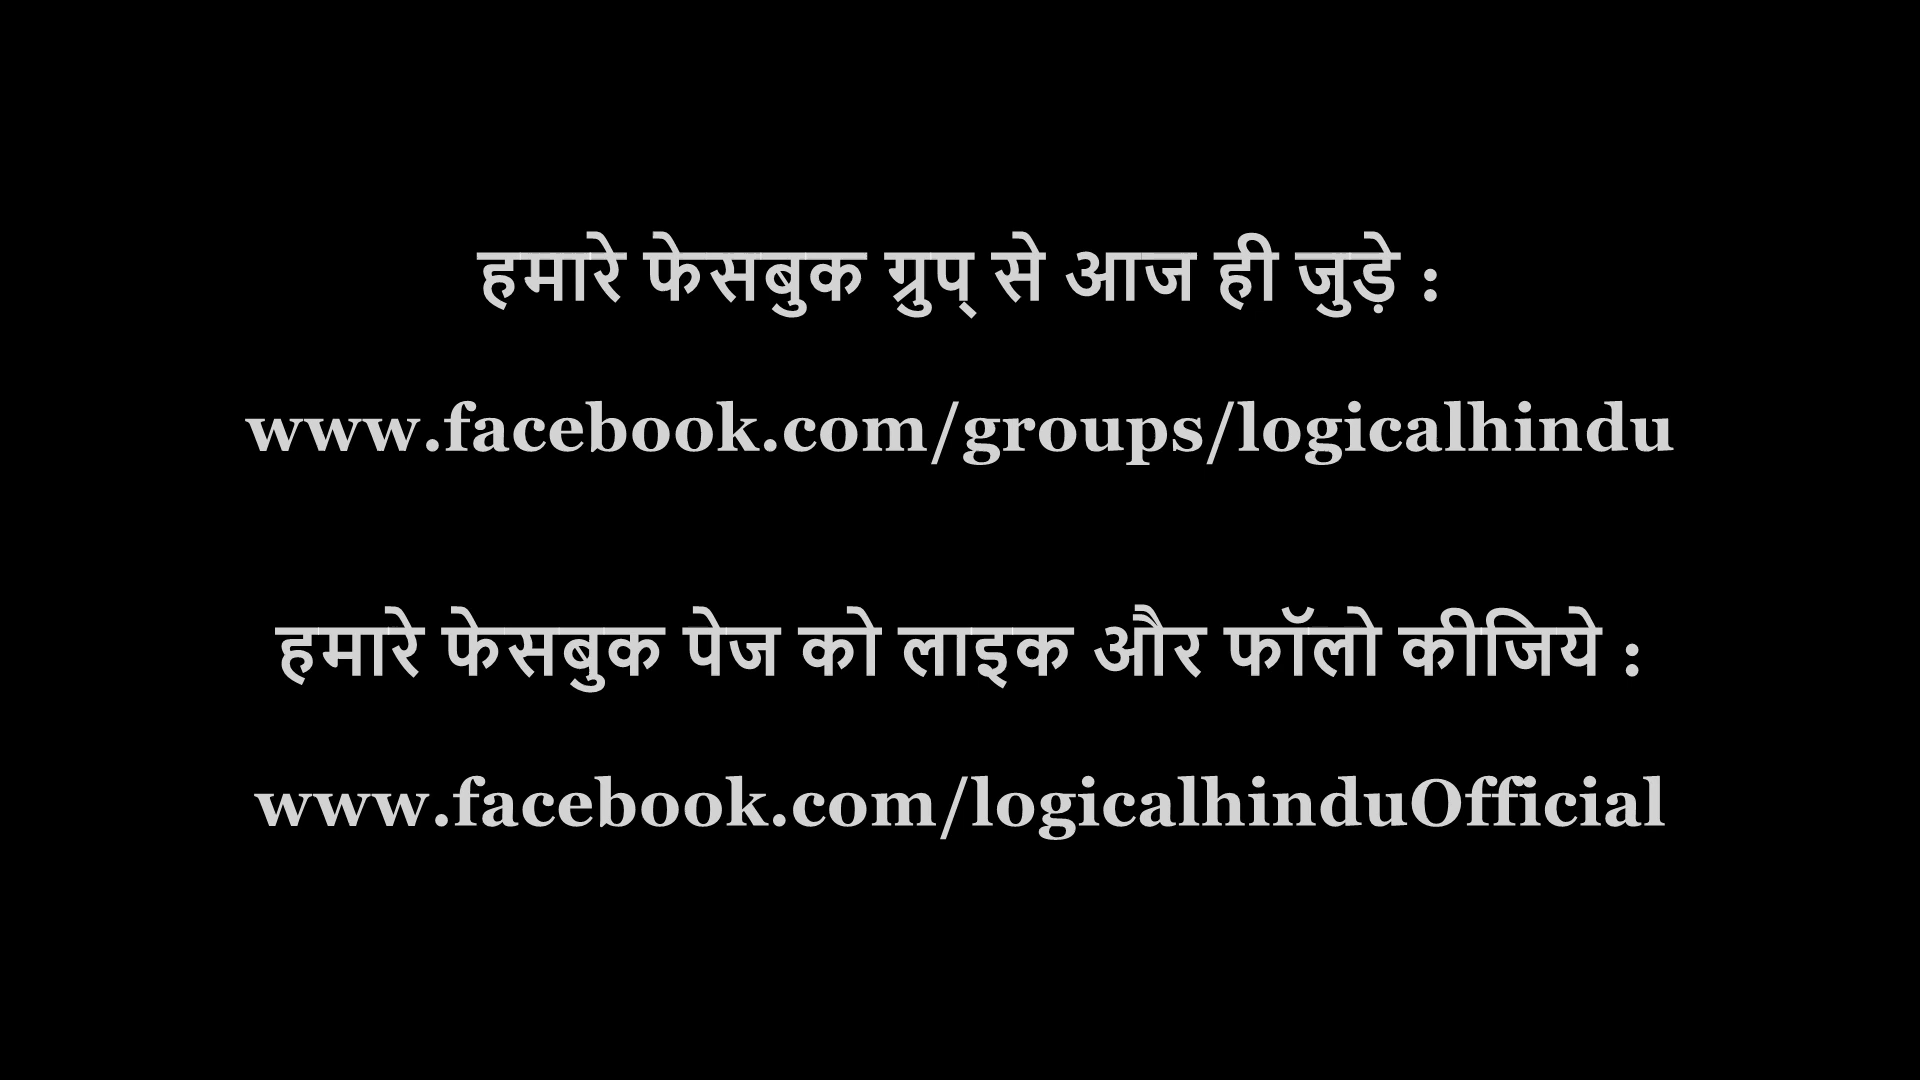 हमारे फेसबुक ग्रुप् से आज ही जुड़े :
www.facebook.com/groups/logicalhindu
हमारे फेसबुक पेज को लाइक और फॉलो कीजिये :
www.facebook.com/logicalhinduOfficial